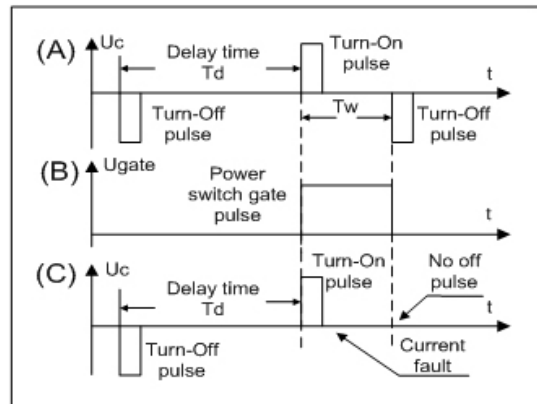 (A)
Uc
Delay time
Td
Turn-On
pulse
t
Turn-Off
pulse
Tw
Turn-Off
pulse
(B)
Ugate
Power
switch gate
pulse
t
(C)
Uc
Delay time
Td
Turn-On
pulse
No off
pulse
t
Turn-Off
pulse
Current
fault